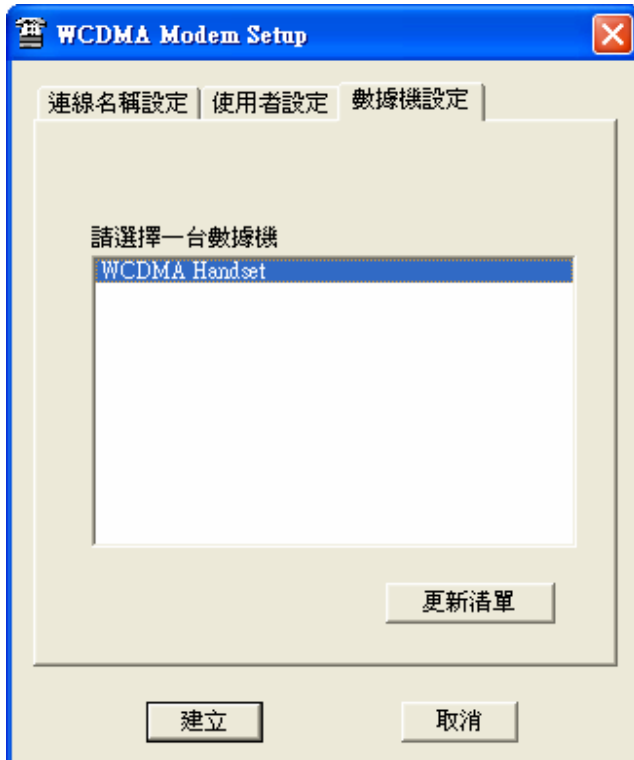 WCDMA Modem Setup
連線名稱設定 使用者設定 數據機設定
請選擇一台數據機
WCDMA Handset
更新清單
建立 取消